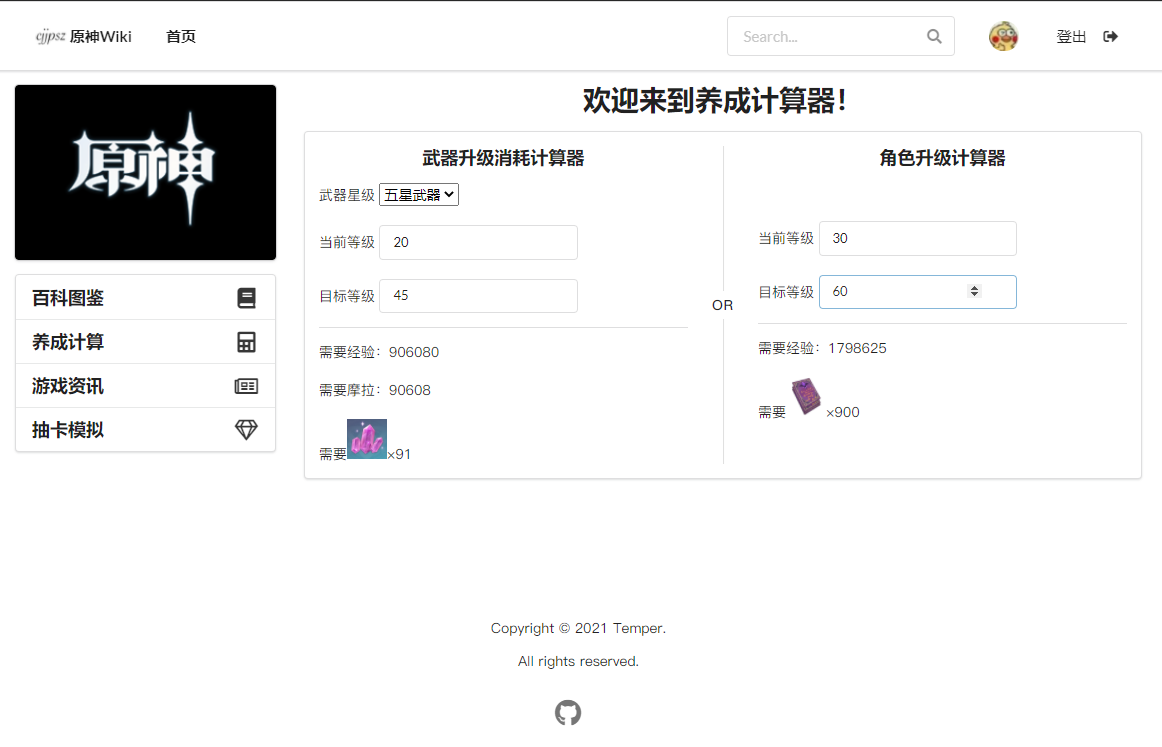 cjjpsz 原神Wiki
首页
Search...
登出
原神
百科图鉴
养成计算
游戏资讯
抽卡模拟
欢迎来到养成计算器！
武器升级消耗计算器
武器星级 五星武器
当前等级 20
目标等级 45
需要经验：906080
需要摩拉：90608
需要×91
OR
角色升级计算器
当前等级 30
目标等级 60
需要经验：1798625
需要 ×900
Copyright © 2021 Temper.
All rights reserved.